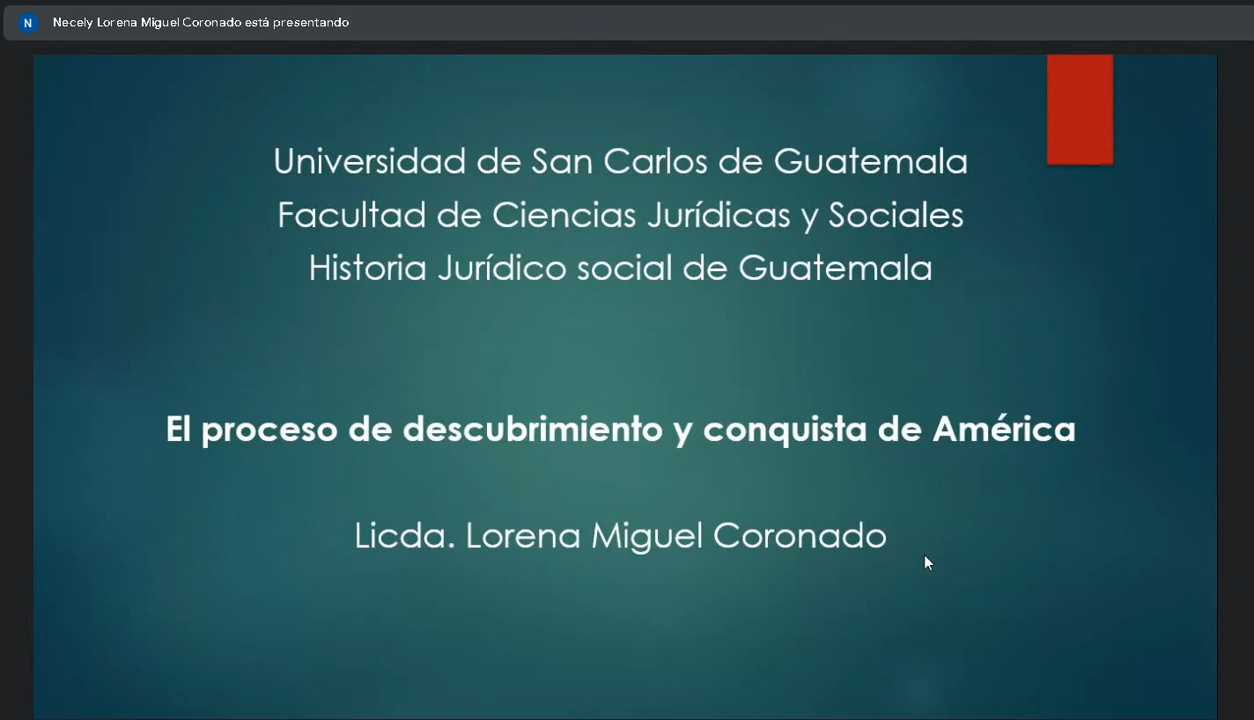 N Necely Lorena Miguel Coronado está presentando
Universidad de San Carlos de Guatemala
Facultad de Ciencias Jurídicas y Sociales
Historia Jurídico social de Guatemala
El proceso de descubrimiento y conquista de América
Licda. Lorena Miguel Coronado